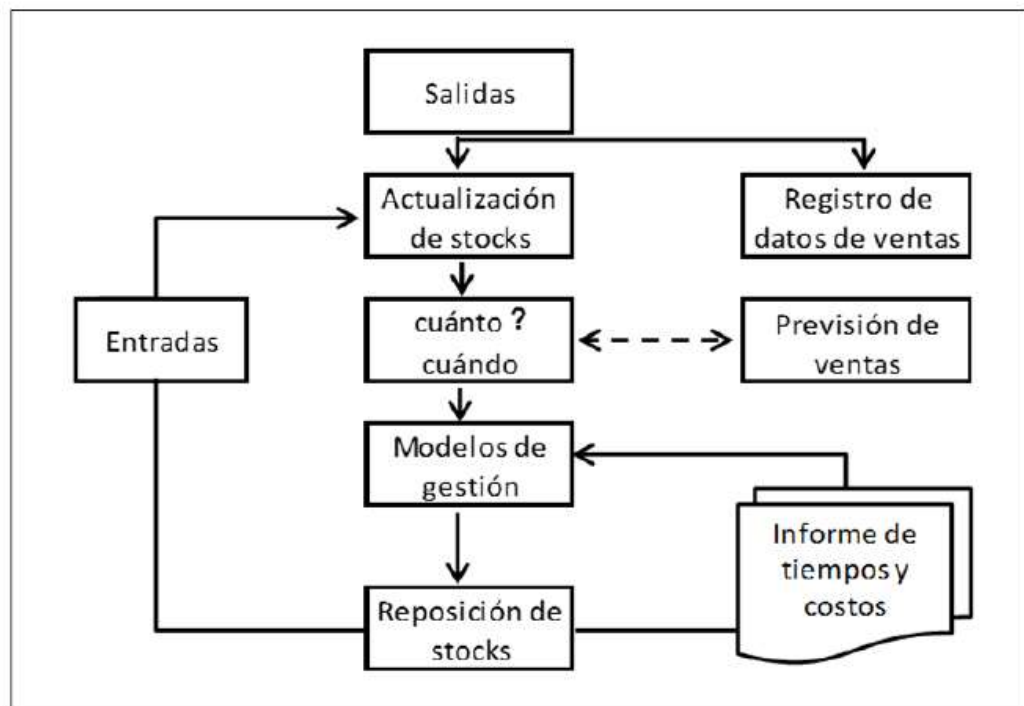 Salidas
Actualización
de stocks
Registro de
datos de ventas
Entradas
cuánto ?
cuándo
Previsión de
ventas
Modelos de
gestión
Informe de
tiempos y
costos
Reposición de
stocks